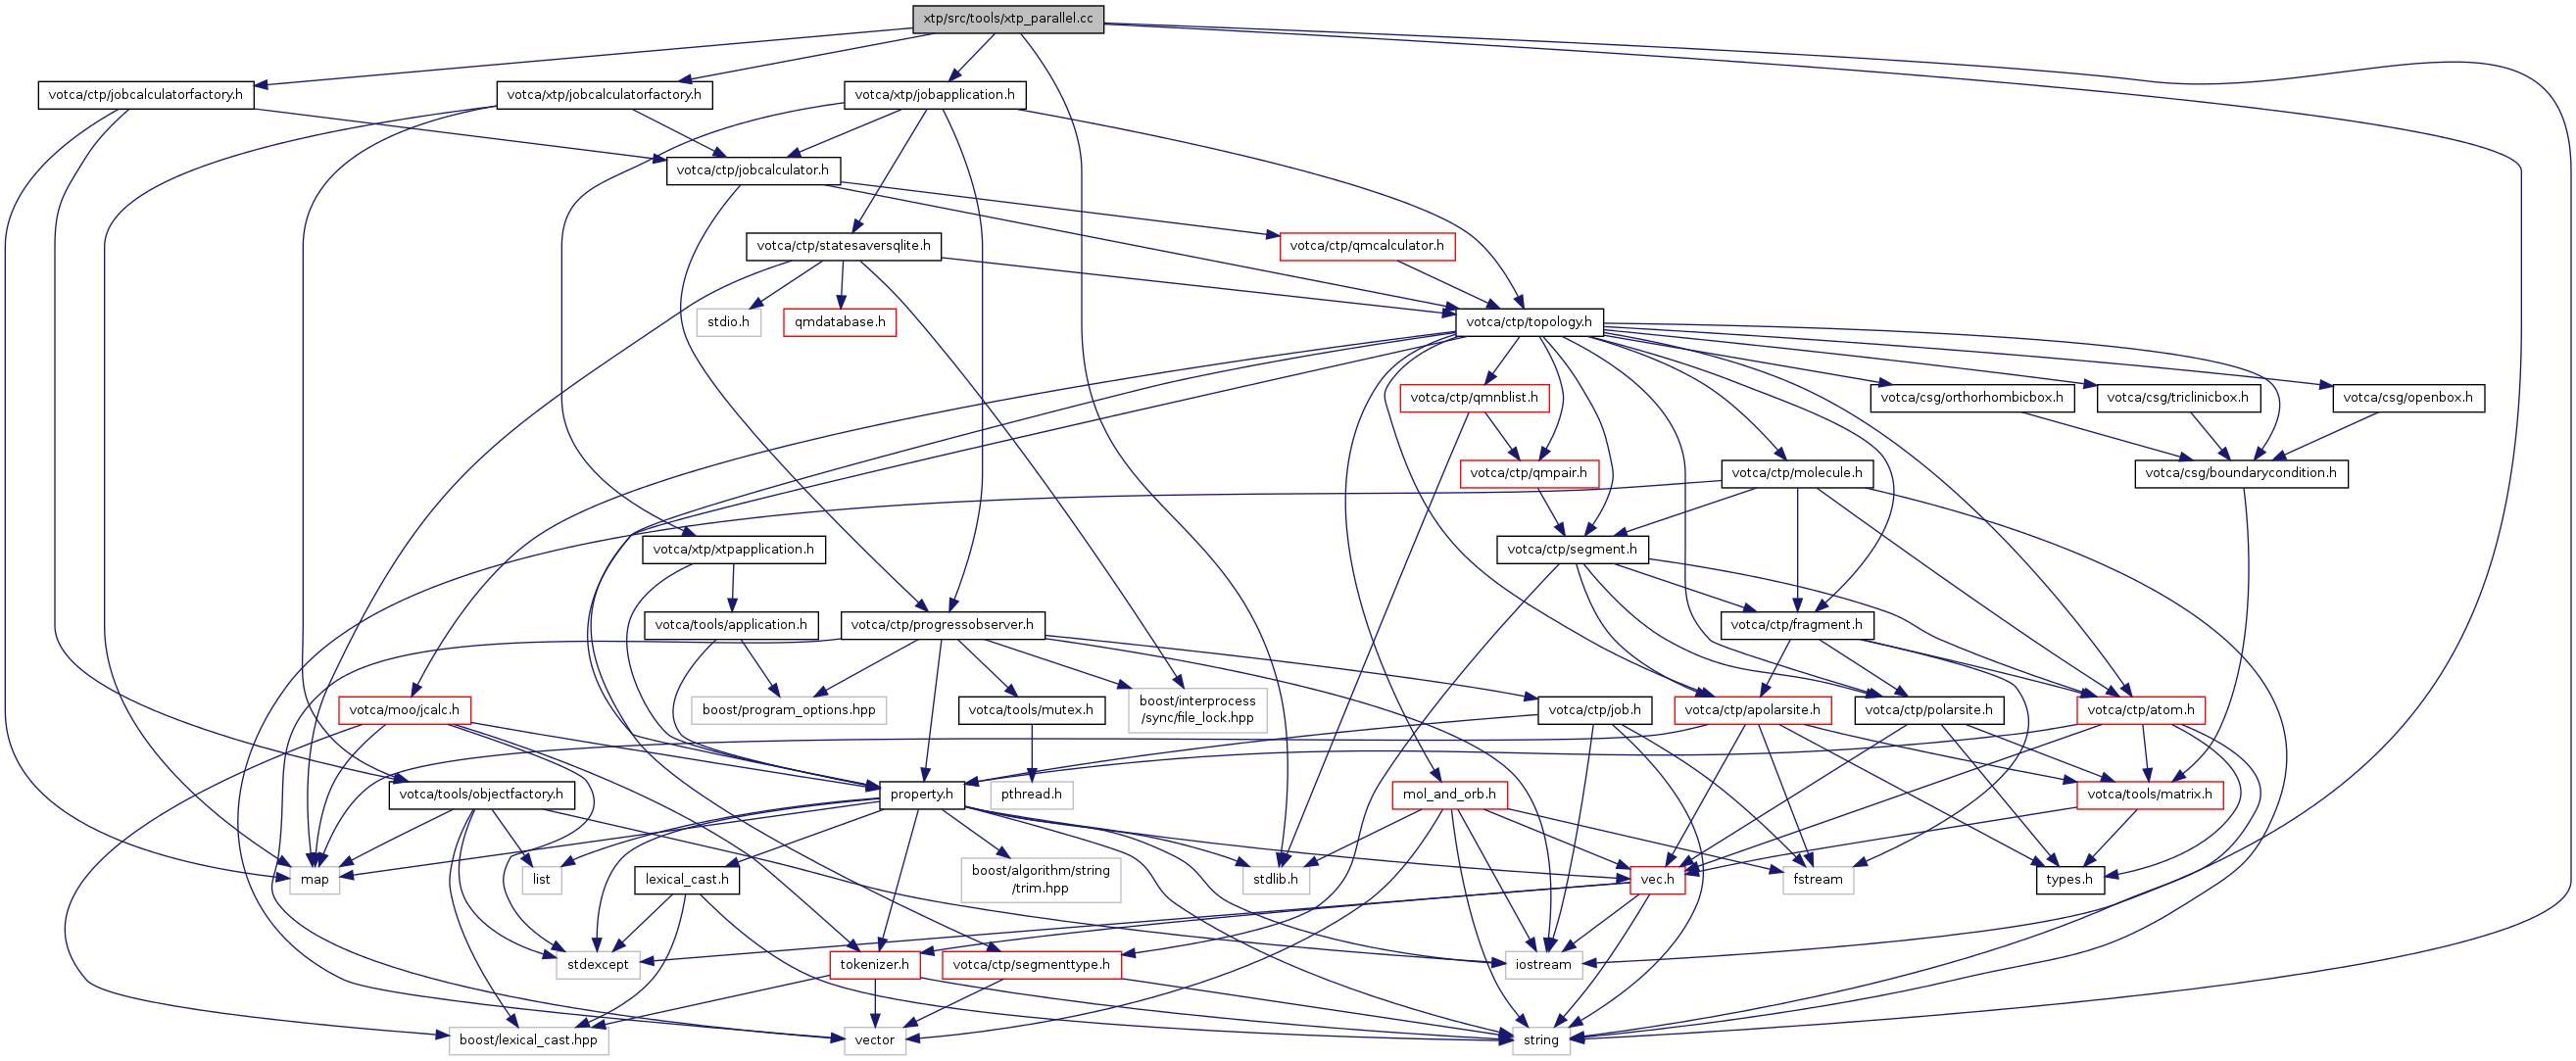 xtp/src/tools/xtp_parallel.cc
votca/ctp/jobcalculatorfactory.h
votca/xtp/jobcalculatorfactory.h
votca/xtp/jobapplication.h
votca/ctp/jobcalculator.h
votca/ctp/statesaversqlite.h
votca/ctp/qmcalculator.h
stdio.h
qmdatabase.h
votca/ctp/topology.h
votca/ctp/qmnblist.h
votca/csg/orthorhombicbox.h
votca/csg/triclinicbox.h
votca/csg/openbox.h
votca/ctp/qmpair.h
votca/ctp/molecule.h
votca/csg/boundarycondition.h
votca/xtp/xtpapplication.h
votca/ctp/segment.h
votca/tools/application.h
votca/ctp/progressobserver.h
votca/ctp/fragment.h
votca/moo/jcalc.h
boost/program_options.hpp
votca/tools/mutex.h
boost/interprocess
/sync/file_lock.hpp
votca/ctp/job.h
votca/ctp/apolarsite.h
votca/ctp/polarsite.h
votca/ctp/atom.h
votca/tools/objectfactory.h
property.h
pthread.h
mol_and_orb.h
votca/tools/matrix.h
map
list
lexical_cast.h
boost/algorithm/string
/trim.hpp
stdlib.h
vec.h
fstream
types.h
stdexcept
tokenizer.h
votca/ctp/segmenttype.h
iostream
boost/lexical_cast.hpp
vector
string